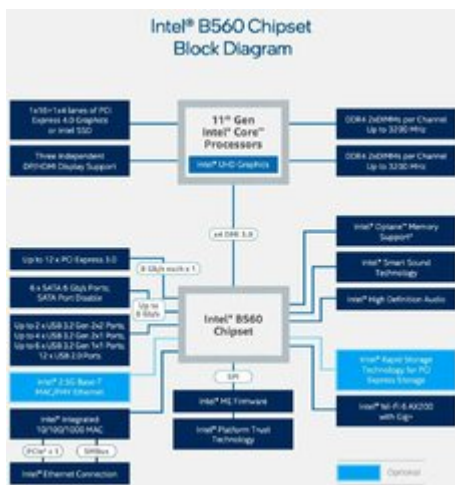 Intel® B560 Chipset
Block Diagram
1x16+1x4 lanes of PCI
Express 4.0 Graphics
or Intel SSD
Three Independent
DP/HDMI Display Support
11th Gen
Intel® Core™
Processors
Intel® UHD Graphics
DDR4 2xDIMMs per Channel
Up to 3200 MHz
DDR4 2xDIMMs per Channel
Up to 3200 MHz
x4 DMI 3.0
Up to 12 x PCI Express 3.0
8 Gb/s each x 1
6 x SATA 6 Gb/s Ports;
SATA Port Disable
Up to
6 Gb/s
Up to 2 x USB 3.2 Gen 2x2 Ports,
Up to 4 x USB 3.2 Gen 2x1 Ports,
Up to 6 x USB 3.2 Gen 1x1 Ports,
12 x USB 2.0 Ports
Intel® 2.5G Base-T
MAC/PHY Ethernet
Intel® Integrated
10/100/1000 MAC
PCIe® x 1
SMBus
Intel® Ethernet Connection
Intel® B560
Chipset
SPI
Intel® ME Firmware
Intel® Platform Trust
Technology
Intel® Optane™ Memory
Support
Intel® Smart Sound
Technology
Intel® High Definition Audio
Intel® Rapid Storage
Technology for PCI
Express Storage
Intel® Wi-Fi 6 AX200
with Gig+
Optional